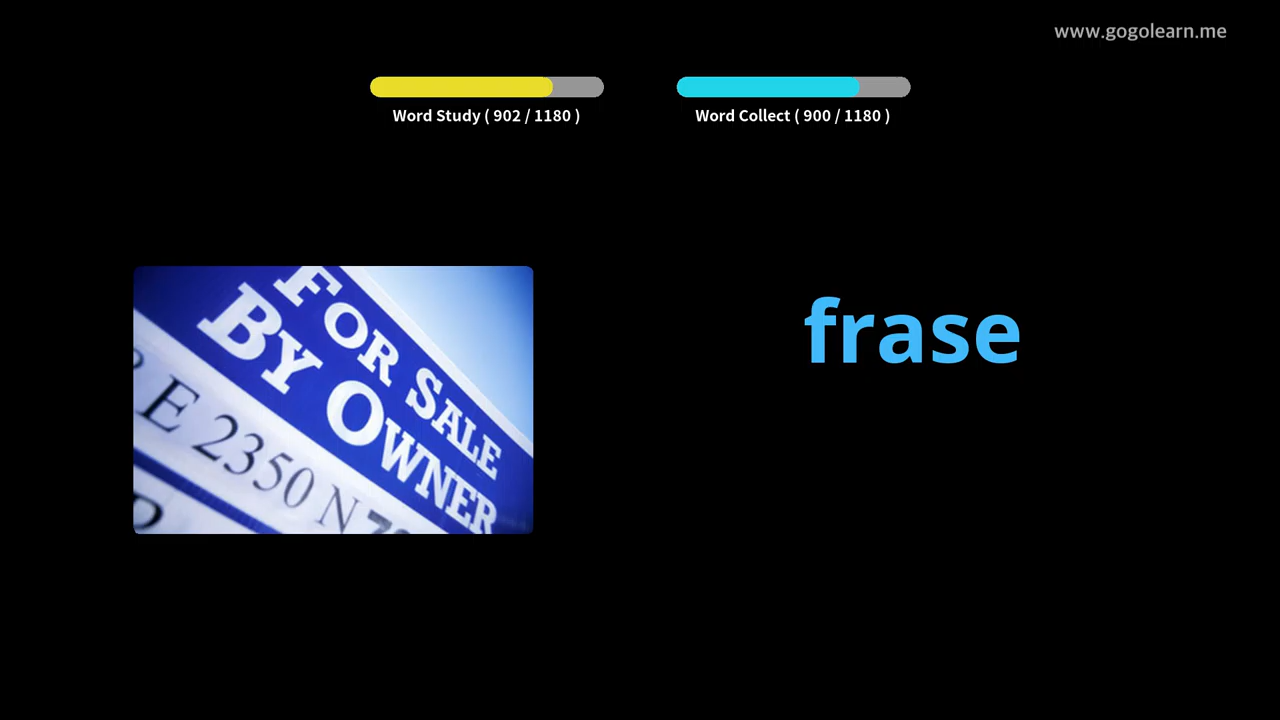 www.gogolearn.me
Word Study ( 902 / 1180 )
Word Collect ( 900 / 1180 )
FOR SALE
BY OWNER
E 2350 N
frase